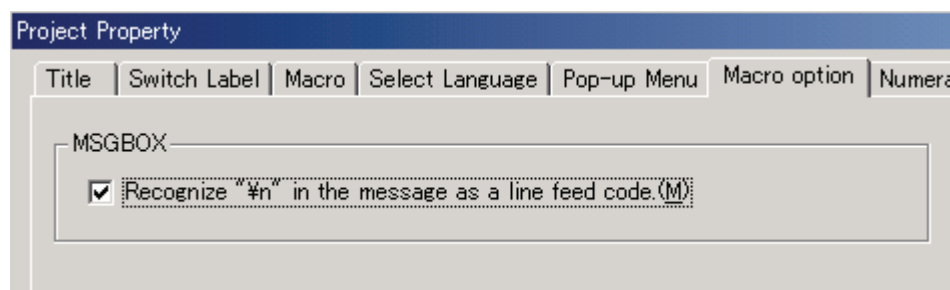 Project Property
Title Switch Label Macro Select Language Pop-up Menu Macro option Numera
MSGBOX
Recognize "¥n" in the message as a line feed code.(M)